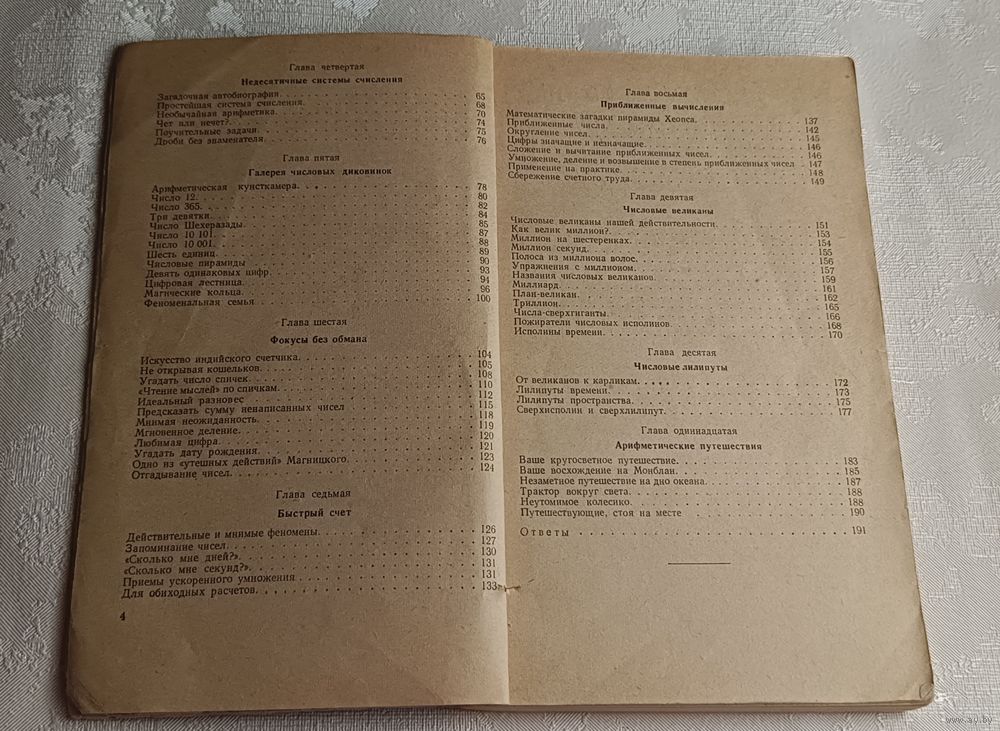 Глава четвертая
Недесятичные системы счисления
Загадочная автобиография 65
Простейшая система счисления. 68
Необычайная арифметика. 70
Чет или нечет?. 74
Поучительные задачи. 75
Дроби без знаменателя. 76
Глава пятая
Галерея числовых диковинок
Арифметическая кунсткамера. 78
Число 12. 80
Число 365. 82
Три девятки. 84
Число Шехеразады. 85
Число 10 101. 87
Число 10 001. 88
Шесть единиц. 89
Числовые пирамиды 90
Девять одинаковых цифр. 93
Цифровая лестница. 94
Магические кольца. 96
Феноменальная семья 100
Глава шестая
Фокусы без обмана
Искусство индийского счетчика. 104
Не открывая кошельков. 105
Угадать число спичек. 108
«Чтение мыслей» по спичкам. 110
Идеальный разновес 112
Предсказать сумму ненаписанных чисел 115
Мнимая неожиданность. 118
Мгновенное деление. 119
Любимая цифра. 120
Угадать дату рождения. 121
Одно из «утешных действий» Магницкого. 123
Отгадывание чисел. 124
Глава седьмая
Быстрый счет
Действительные и мнимые феномены. 126
Запоминание чисел. 127
«Сколько мне дней?». 130
«Сколько мне секунд?». 131
Приемы ускоренного умножения 131
Для обиходных расчетов. 133
4
Глава восьмая
Приближенные вычисления
Математические загадки пирамиды Хеопса. 137
Приближенные числа. 142
Округление чисел. 145
Цифры значащие и незначащие. 146
Сложение и вычитание приближенных чисел. 146
Умножение, деление и возвышение в степень приближенных чисел . 147
Применение на практике. 148
Сбережение счетного труда. 149
Глава девятая
Числовые великаны
Числовые великаны нашей действительности. 151
Как велик миллион?. 153
Миллион на шестеренках. 154
Миллион секунд. 155
Полоса из миллиона волос. 156
Упражнения с миллионом. 157
Названия числовых великанов. 159
Миллиард. 161
План-великан. 162
Триллион. 165
Числа-сверхгиганты. 166
Пожиратели числовых исполинов. 168
Исполины времени. 170
Глава десятая
Числовые лилипуты
От великанов к карликам. 172
Лилипуты времени. 173
Лилипуты пространства. 175
Сверхисполин и сверхлилипут. 177
Глава одиннадцатая
Арифметические путешествия
Ваше кругосветное путешествие. 183
Ваше восхождение на Монблан. 185
Незаметное путешествие на дно океана. 187
Трактор вокруг света. 188
Неутомимое колесико. 188
Путешествующие, стоя на месте 190
Ответы 191
www.ay.by